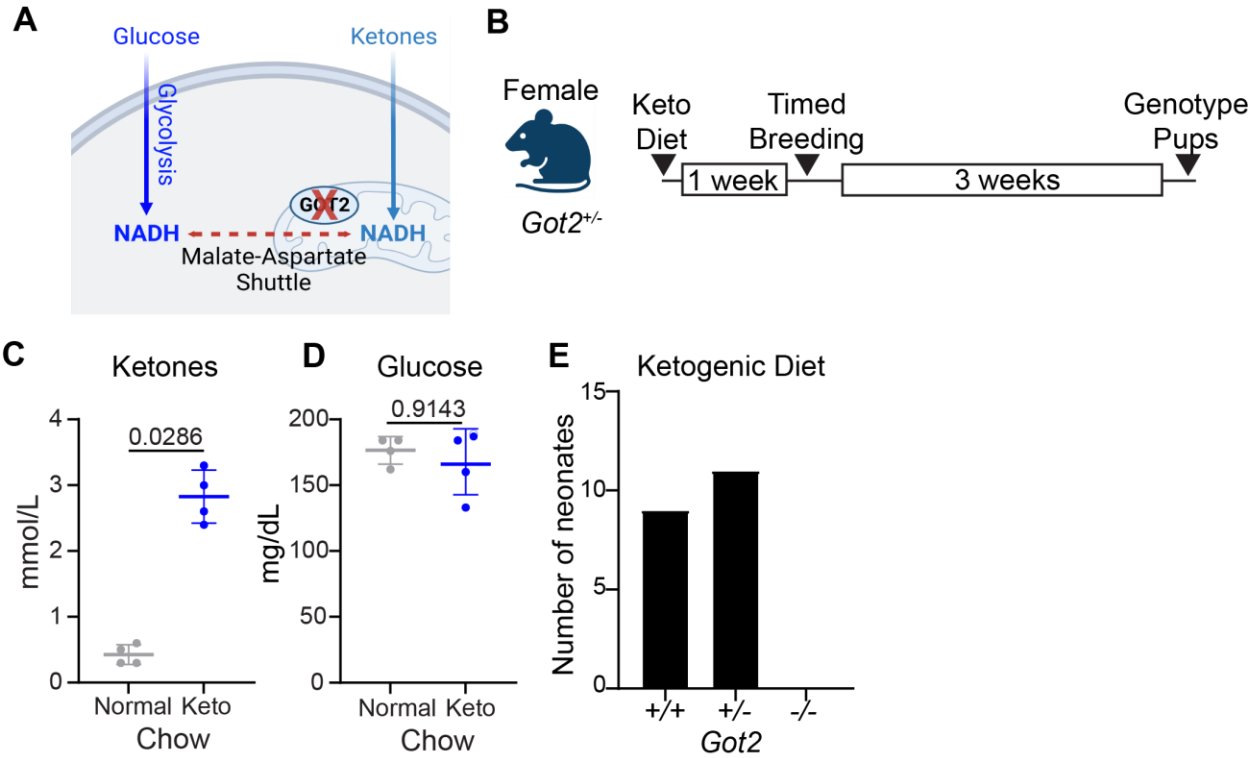 A
Glucose
Ketones
Glycolysis
GOT2
X
NADH
NADH
Malate-Aspartate
Shuttle
B
Female
Got2+/-
Keto
Diet
Timed
Breeding
Genotype
Pups
1 week
3 weeks
C
Ketones
0.0286
mmol/L
4
3
2
1
0
Normal Keto
Chow
D
Glucose
0.9143
mg/dL
200
150
100
50
0
Normal Keto
Chow
E
Ketogenic Diet
Number of neonates
15
10
5
0
+/+ +/- -/-
Got2